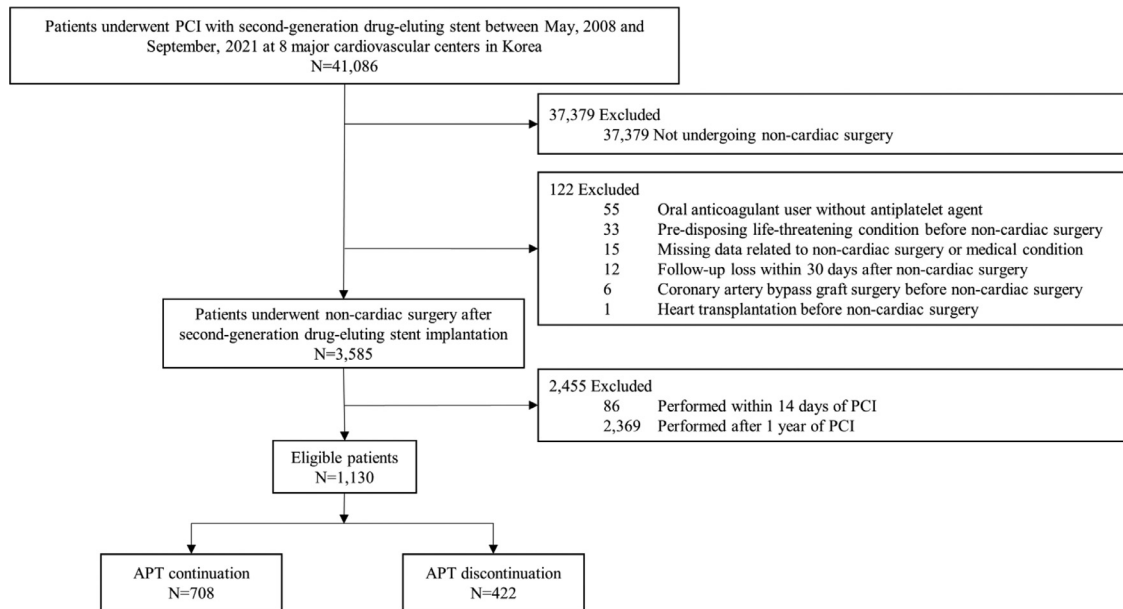 Patients underwent PCI with second-generation drug-eluting stent between May, 2008 and
September, 2021 at 8 major cardiovascular centers in Korea
N=41,086
37,379 Excluded
37,379 Not undergoing non-cardiac surgery
122 Excluded
55 Oral anticoagulant user without antiplatelet agent
33 Pre-disposing life-threatening condition before non-cardiac surgery
15 Missing data related to non-cardiac surgery or medical condition
12 Follow-up loss within 30 days after non-cardiac surgery
6 Coronary artery bypass graft surgery before non-cardiac surgery
1 Heart transplantation before non-cardiac surgery
Patients underwent non-cardiac surgery after
second-generation drug-eluting stent implantation
N=3,585
2,455 Excluded
86 Performed within 14 days of PCI
2,369 Performed after 1 year of PCI
Eligible patients
N=1,130
APT continuation
N=708
APT discontinuation
N=422